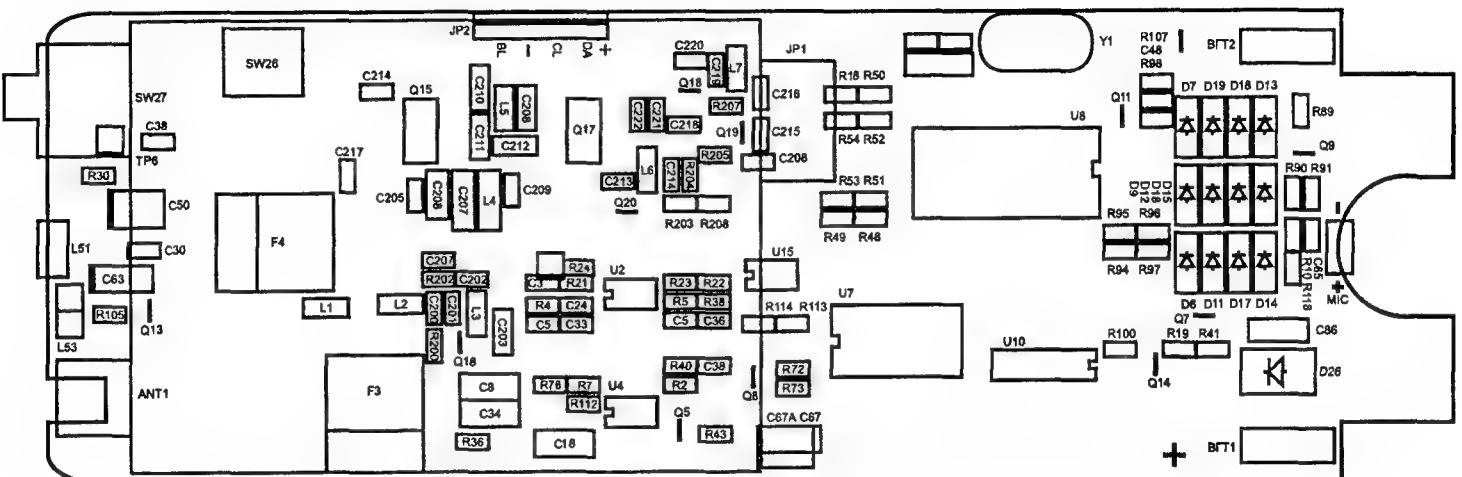 JP2
BL
–
CL
DA
+
SW26
SW27
TP6
C38
R30
C50
L51
C30
C63
R105
Q13
L53
ANT1
F4
F3
L1
L2
C214
Q15
C217
C205
C208
C207
L4
C209
C210
C211
L5
C208
C212
Q17
C220
C219
L7
Q18
R207
C222
C221
C218
Q19
C216
C215
C208
R205
L6
C214
R204
C213
Q20
R203
R208
C207
R202
C202
C200
C201
L3
R200
Q18
C203
C3
R24
R21
R4
C24
C5
C33
U2
R23
R22
R5
R38
C5
C36
U15
R114
R113
R40
C38
R2
R76
R7
R112
U4
C8
C34
R36
C18
Q5
R43
Q8
R72
R73
C67A
C67
JP1
R18
R50
R54
R52
R53
R51
R49
R48
Y1
U8
U7
U10
R107
C48
R98
Q11
ВГТ2
D7
D19
D18
D13
R89
Q9
R90
R91
D9
D12
D18
D15
R95
R96
R94
R97
C65
R10
R118
–
+
MIC
D6
D11
D17
D14
Q7
C86
R100
R19
R41
Q14
D26
+
ВГТ1